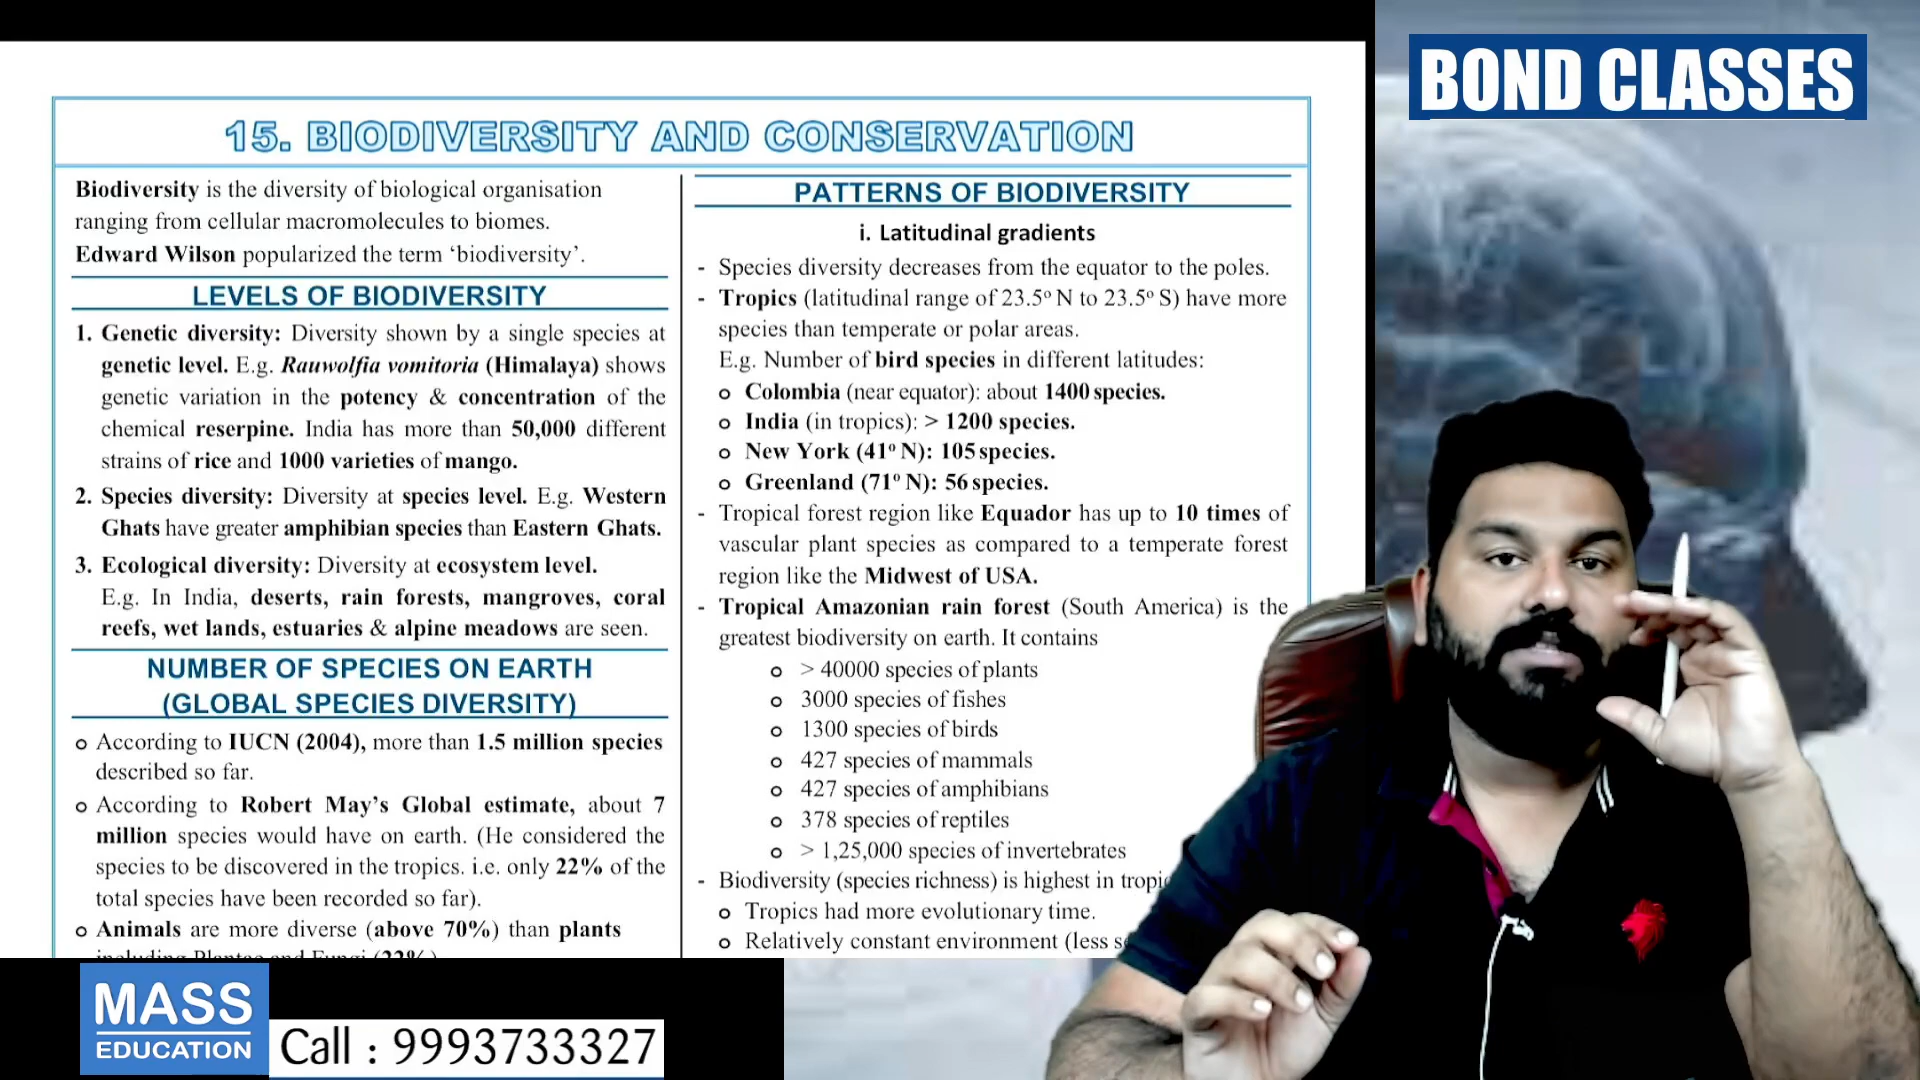 BOND CLASSES
15. BIODIVERSITY AND CONSERVATION
Biodiversity is the diversity of biological organisation
ranging from cellular macromolecules to biomes.
Edward Wilson popularized the term ‘biodiversity’.
LEVELS OF BIODIVERSITY
1. Genetic diversity: Diversity shown by a single species at
genetic level. E.g. Rauwolfia vomitoria (Himalaya) shows
genetic variation in the potency & concentration of the
chemical reserpine. India has more than 50,000 different
strains of rice and 1000 varieties of mango.
2. Species diversity: Diversity at species level. E.g. Western
Ghats have greater amphibian species than Eastern Ghats.
3. Ecological diversity: Diversity at ecosystem level.
E.g. In India, deserts, rain forests, mangroves, coral
reefs, wet lands, estuaries & alpine meadows are seen.
NUMBER OF SPECIES ON EARTH
(GLOBAL SPECIES DIVERSITY)
o According to IUCN (2004), more than 1.5 million species
described so far.
o According to Robert May’s Global estimate, about 7
million species would have on earth. (He considered the
species to be discovered in the tropics. i.e. only 22% of the
total species have been recorded so far).
o Animals are more diverse (above 70%) than plants
including Plantae and Fungi (22%)
PATTERNS OF BIODIVERSITY
i. Latitudinal gradients
- Species diversity decreases from the equator to the poles.
- Tropics (latitudinal range of 23.5º N to 23.5º S) have more
species than temperate or polar areas.
E.g. Number of bird species in different latitudes:
o Colombia (near equator): about 1400 species.
o India (in tropics): > 1200 species.
o New York (41º N): 105 species.
o Greenland (71º N): 56 species.
- Tropical forest region like Equador has up to 10 times of
vascular plant species as compared to a temperate forest
region like the Midwest of USA.
- Tropical Amazonian rain forest (South America) is the
greatest biodiversity on earth. It contains
o > 40000 species of plants
o 3000 species of fishes
o 1300 species of birds
o 427 species of mammals
o 427 species of amphibians
o 378 species of reptiles
o > 1,25,000 species of invertebrates
- Biodiversity (species richness) is highest in
o Tropics had more evolutionary time.
o Relatively constant environment (less
MASS
EDUCATION
Call : 9993733327